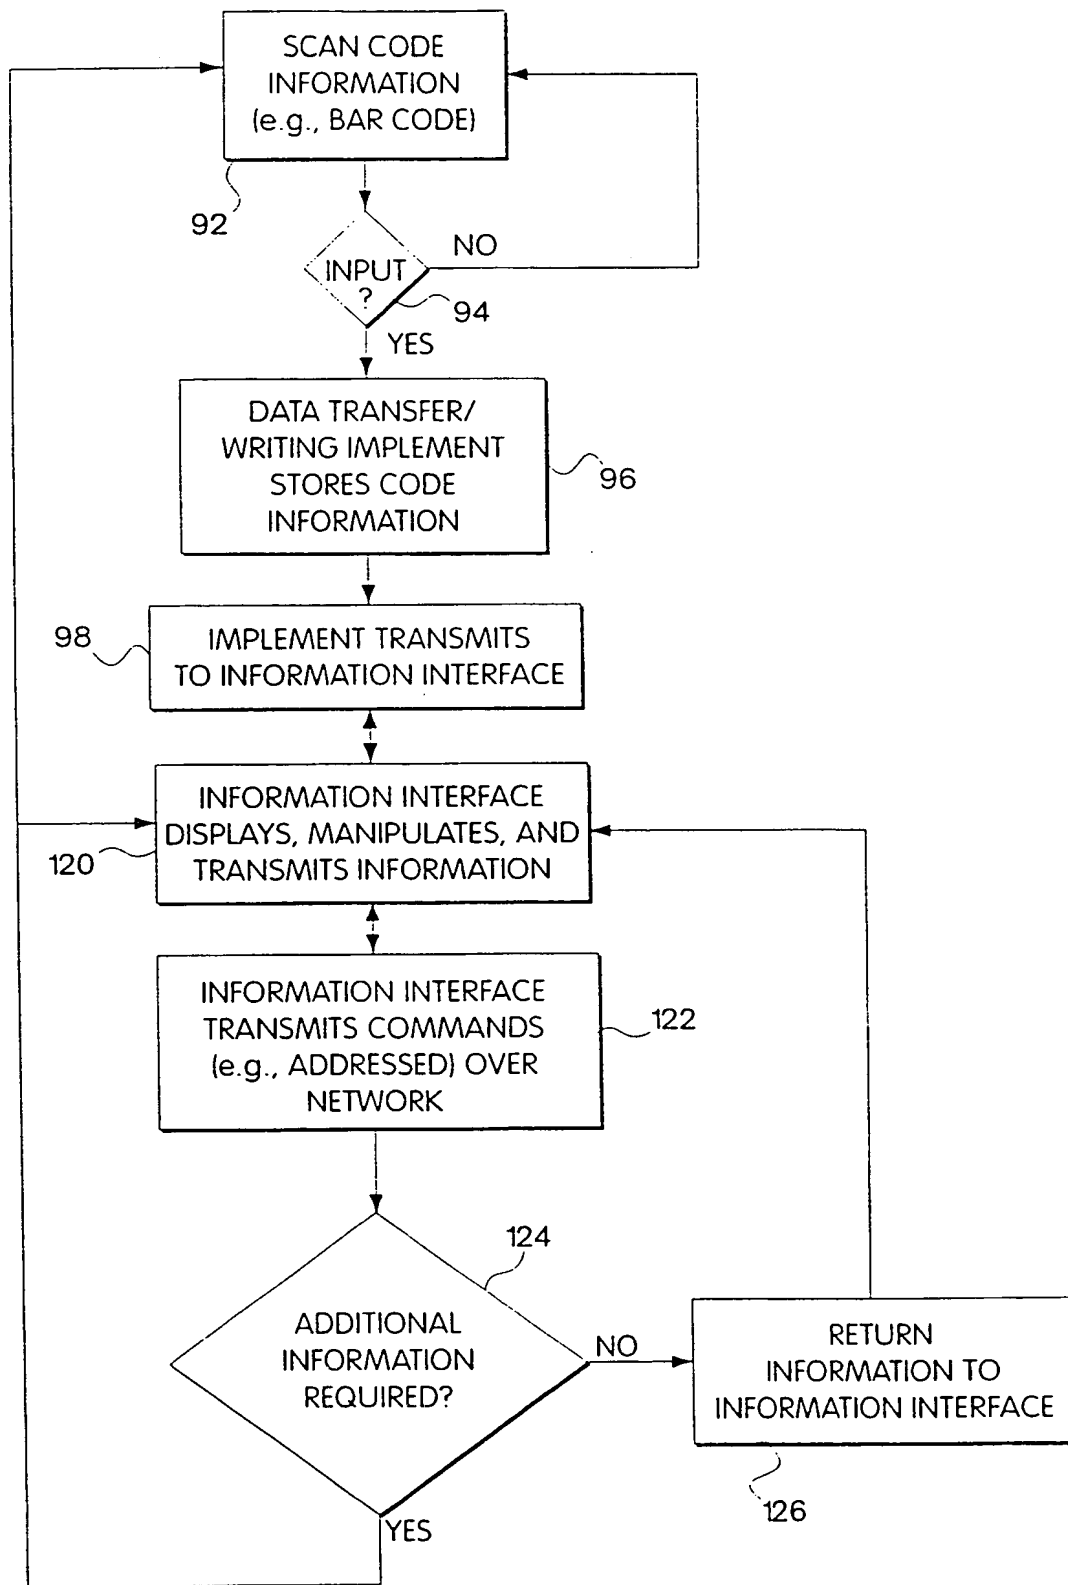 SCAN CODE
INFORMATION
(e.g., BAR CODE)
92
INPUT
?
NO
94
YES
DATA TRANSFER/
WRITING IMPLEMENT
STORES CODE
INFORMATION
96
98
IMPLEMENT TRANSMITS
TO INFORMATION INTERFACE
INFORMATION INTERFACE
DISPLAYS, MANIPULATES, AND
TRANSMITS INFORMATION
120
INFORMATION INTERFACE
TRANSMITS COMMANDS
(e.g., ADDRESSED) OVER
NETWORK
122
124
ADDITIONAL
INFORMATION
REQUIRED?
NO
RETURN
INFORMATION TO
INFORMATION INTERFACE
126
YES